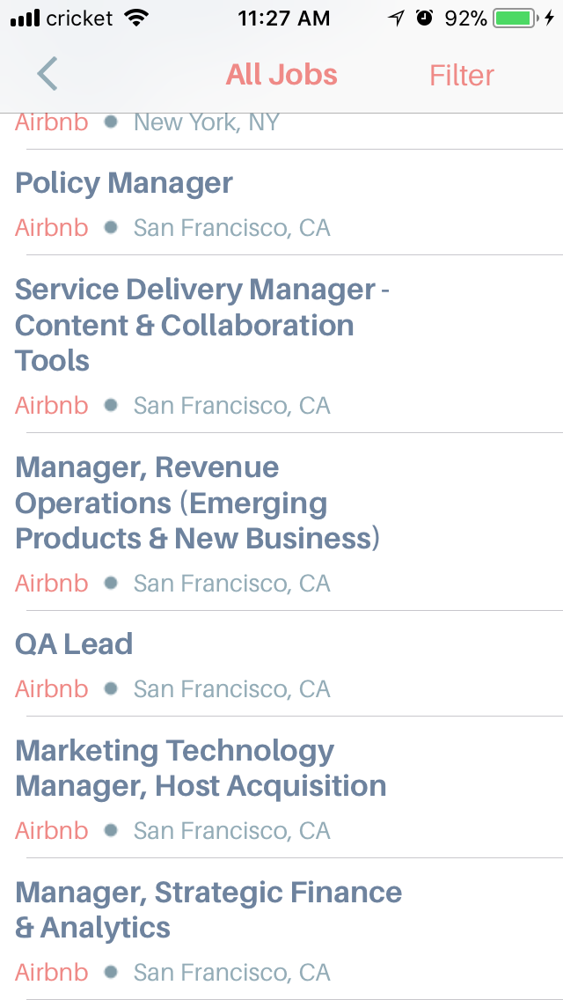 cricket 11:27 AM 92%
All Jobs Filter
Airbnb ● New York, NY
Policy Manager
Airbnb ● San Francisco, CA
Service Delivery Manager -
Content & Collaboration
Tools
Airbnb ● San Francisco, CA
Manager, Revenue
Operations (Emerging
Products & New Business)
Airbnb ● San Francisco, CA
QA Lead
Airbnb ● San Francisco, CA
Marketing Technology
Manager, Host Acquisition
Airbnb ● San Francisco, CA
Manager, Strategic Finance
& Analytics
Airbnb ● San Francisco, CA